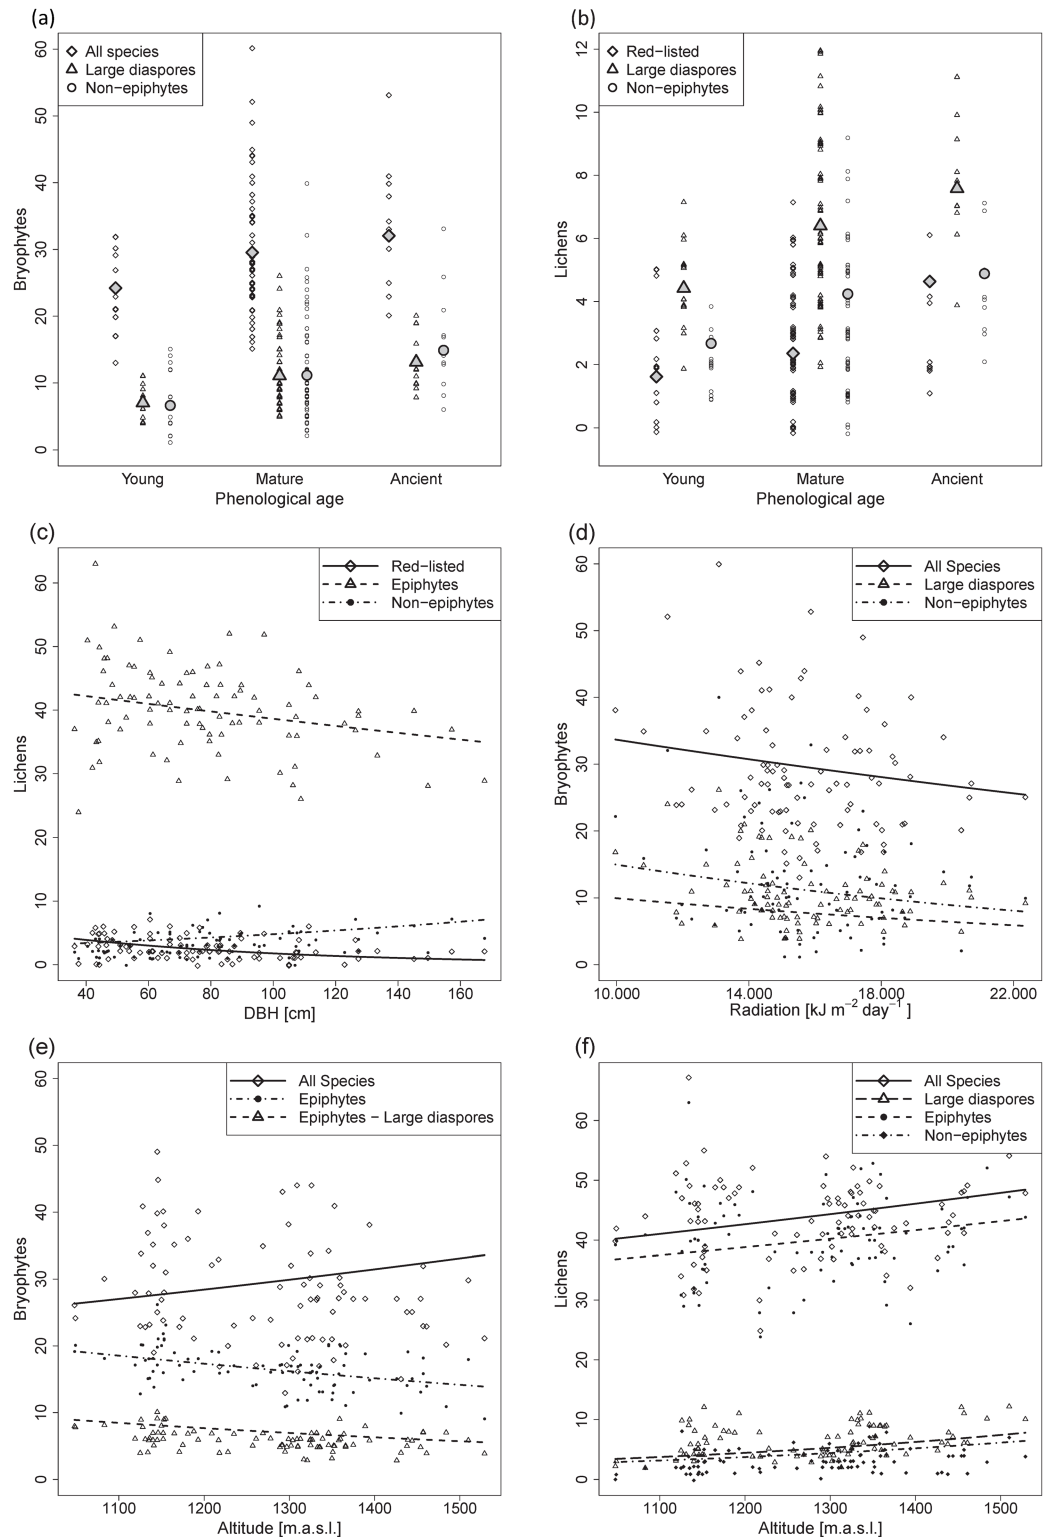 (a)
◇ All species
△ Large diaspores
○ Non−epiphytes
60
50
40
30
20
10
0
Bryophytes
Young
Mature
Ancient
Phenological age
(b)
◇ Red−listed
△ Large diaspores
○ Non−epiphytes
12
10
8
6
4
2
0
Lichens
Young
Mature
Ancient
Phenological age
(c)
Red−listed
Epiphytes
Non−epiphytes
60
50
40
30
20
10
0
Lichens
40 60 80 100 120 140 160
DBH [cm]
(d)
All Species
Large diaspores
Non−epiphytes
60
50
40
30
20
10
0
Bryophytes
10.000 14.000 18.000 22.000
Radiation [kJ m−2 day−1 ]
(e)
All Species
Epiphytes
Epiphytes − Large diaspores
60
50
40
30
20
10
0
Bryophytes
1100 1200 1300 1400 1500
Altitude [m.a.s.l.]
(f)
All Species
Large diaspores
Epiphytes
Non−epiphytes
60
50
40
30
20
10
0
Lichens
1100 1200 1300 1400 1500
Altitude [m.a.s.l.]